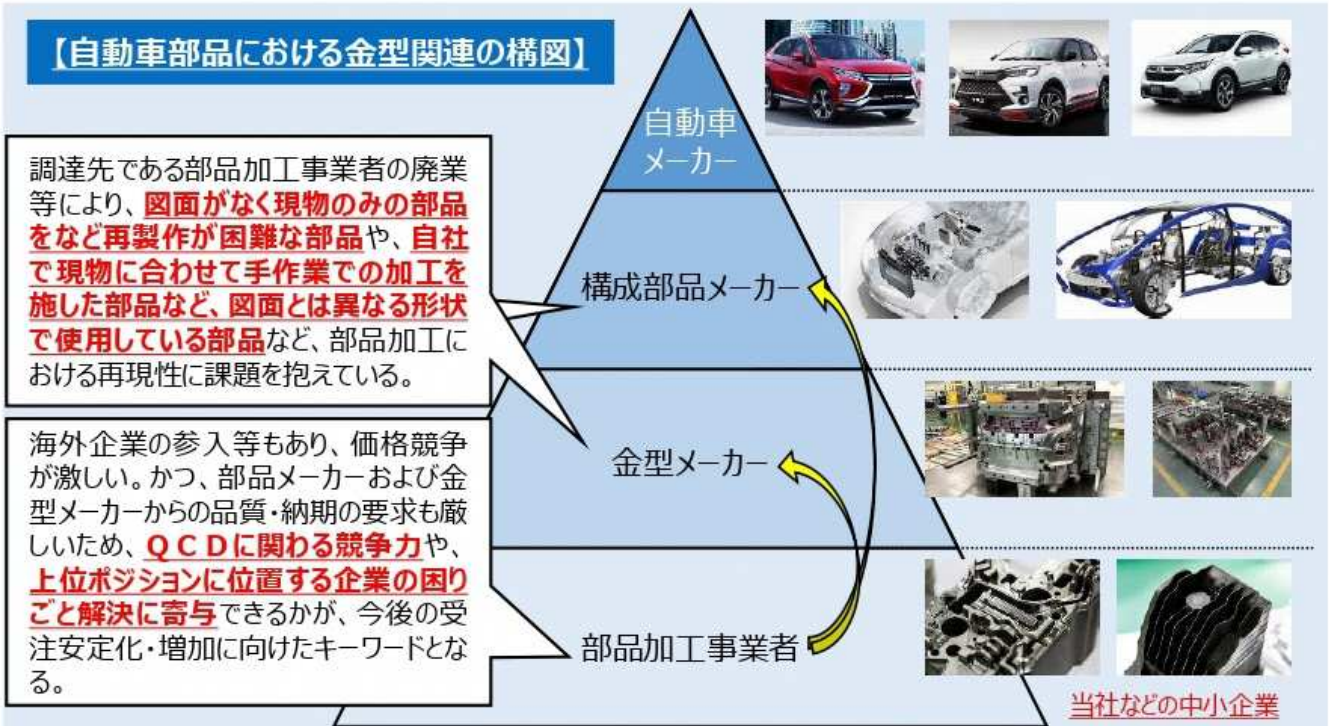 【自動車部品における金型関連の構図】
自動車
メーカー
調達先である部品加工事業者の廃業
等により、図面がなく現物のみの部品
をなど再製作が困難な部品や、自社
で現物に合わせて手作業での加工を
施した部品など、図面とは異なる形状
で使用している部品など、部品加工に
おける再現性に課題を抱えている。
構成部品メーカー
金型メーカー
海外企業の参入等もあり、価格競争
が激しい。かつ、部品メーカーおよび金
型メーカーからの品質・納期の要求も厳
しいため、ＱＣＤに関わる競争力や、
上位ポジションに位置する企業の困り
ごと解決に寄与できるかが、今後の受
注安定化・増加に向けたキーワードとな
る。
部品加工事業者
当社などの中小企業